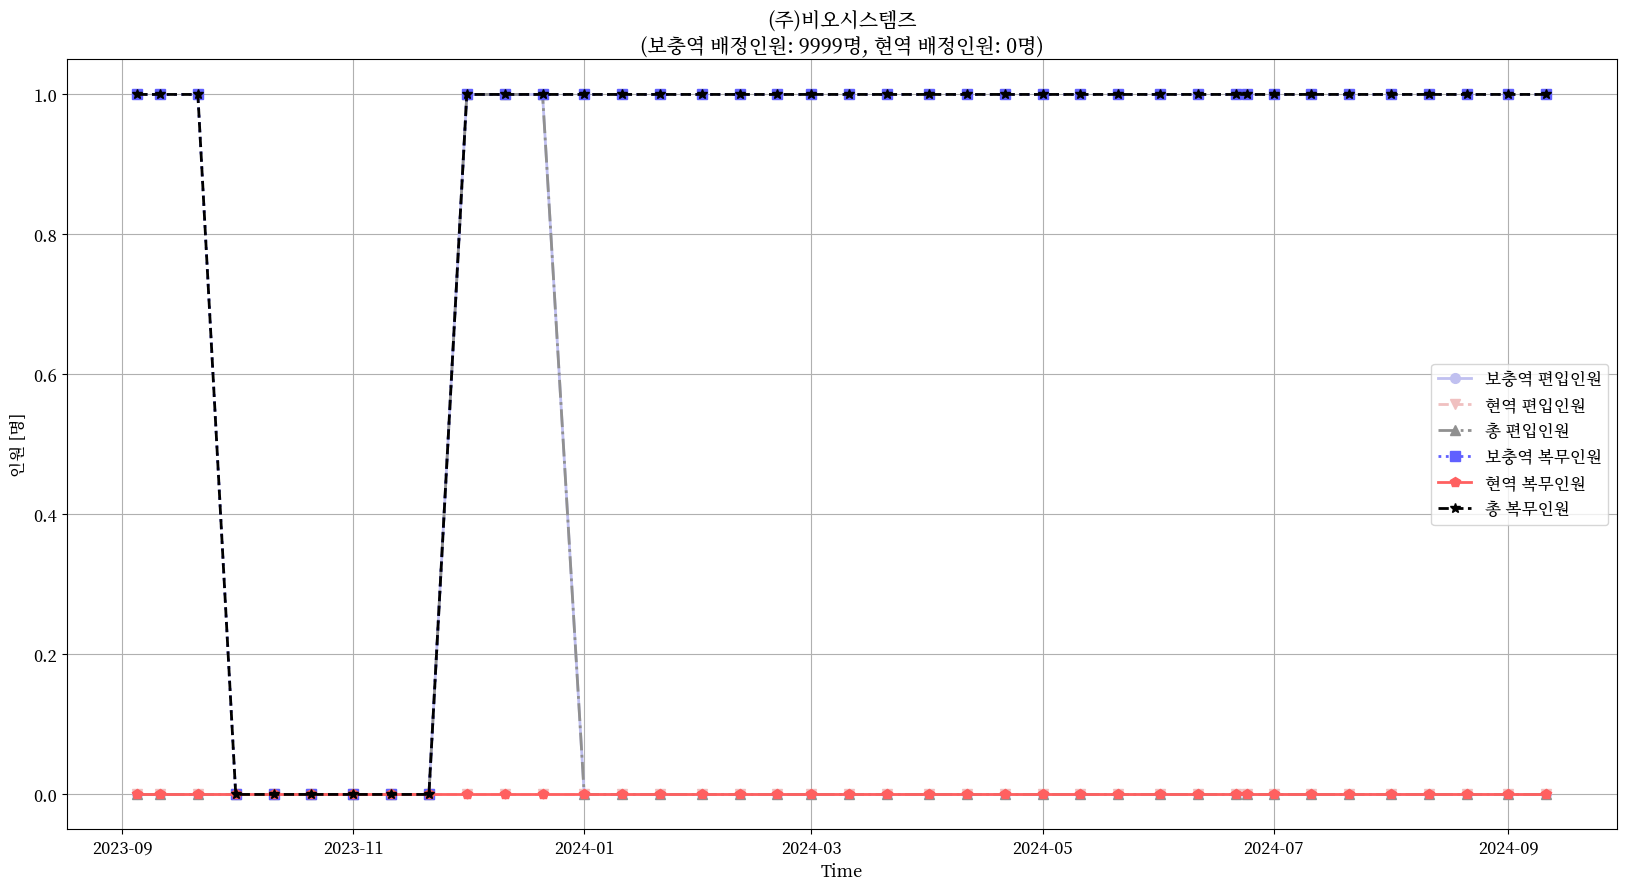 (주)비오시스템즈
(보충역 배정인원: 9999명, 현역 배정인원: 0명)
인원 [명]
1.0
0.8
0.6
0.4
0.2
0.0
보충역 편입인원
현역 편입인원
총 편입인원
보충역 복무인원
현역 복무인원
총 복무인원
2023-09
2023-11
2024-01
2024-03
2024-05
2024-07
2024-09
Time